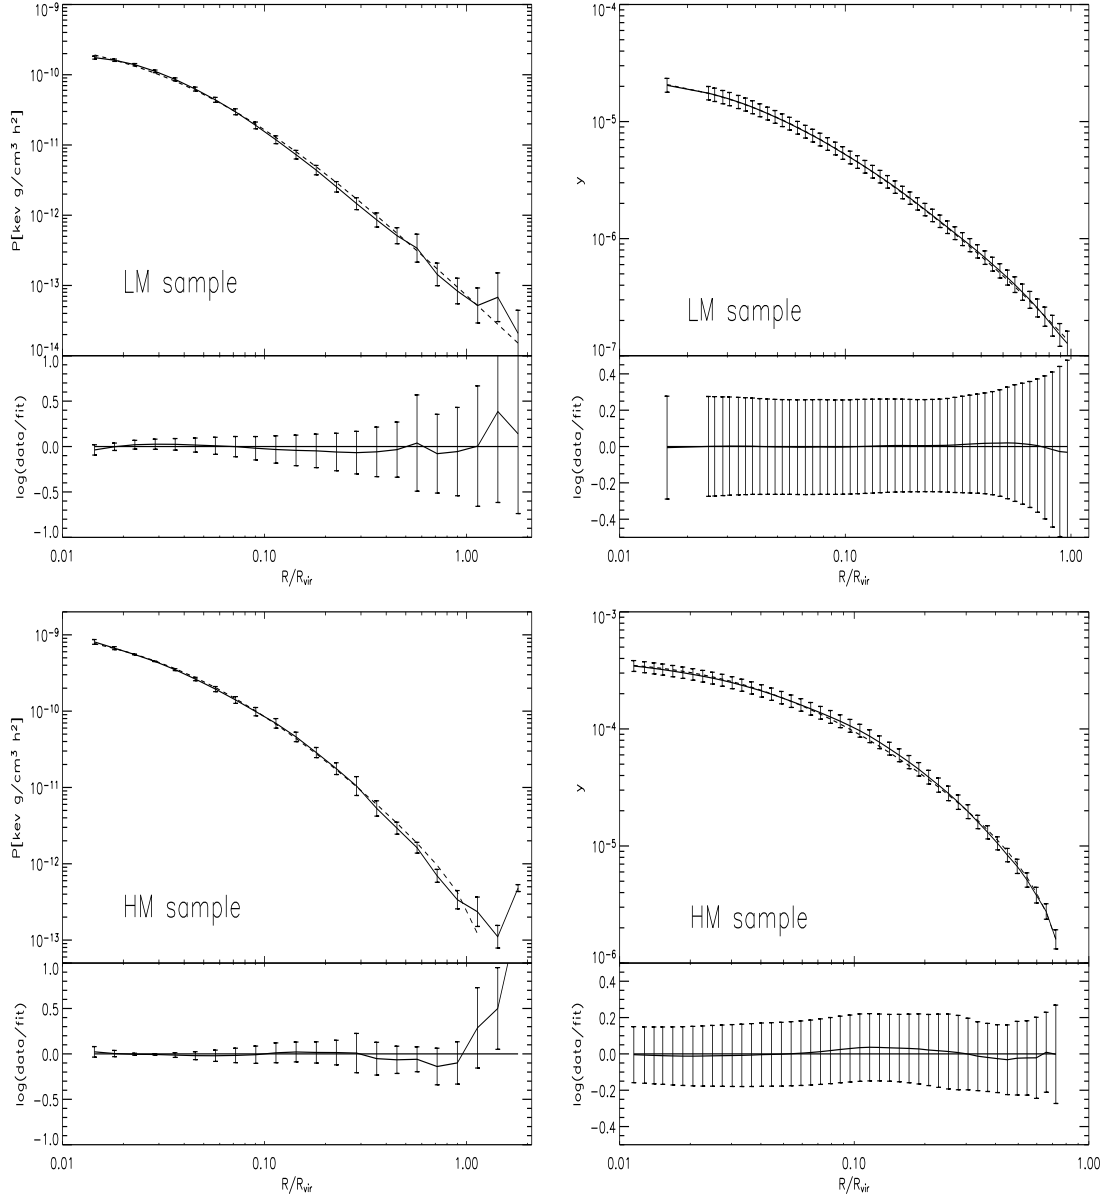 10⁻⁹
10⁻¹⁰
10⁻¹¹
10⁻¹²
10⁻¹³
10⁻¹⁴
P[kev g/cm³ h²]
LM sample
1.0
0.5
0.0
−0.5
−1.0
log(data/fit)
0.01 0.10 1.00
R/Rvir
10⁻⁴
10⁻⁵
10⁻⁶
10⁻⁷
y
LM sample
0.4
0.2
0.0
−0.2
−0.4
log(data/fit)
0.01 0.10 1.00
R/Rvir
10⁻⁹
10⁻¹⁰
10⁻¹¹
10⁻¹²
10⁻¹³
P[kev g/cm³ h²]
HM sample
1.0
0.5
0.0
−0.5
−1.0
log(data/fit)
0.01 0.10 1.00
R/Rvir
10⁻³
10⁻⁴
10⁻⁵
10⁻⁶
y
HM sample
0.4
0.2
0.0
−0.2
−0.4
log(data/fit)
0.01 0.10 1.00
R/Rvir